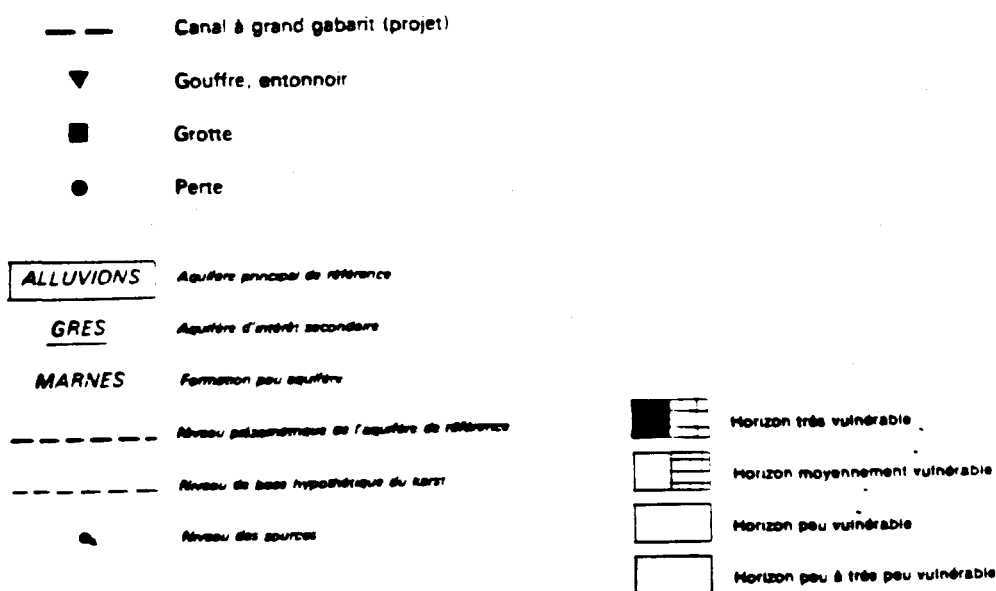 Canal à grand gabarit (projet)
Gouffre, entonnoir
Grotte
Perte
ALLUVIONS Aquifère principal de référence
GRES Aquifère d'intérêt secondaire
MARNES Formation peu aquifère
Niveau piézométrique de l'aquifère de référence
Niveau de base hypothétique du karst
Niveau des sources
Horizon très vulnérable
Horizon moyennement vulnérable
Horizon peu vulnérable
Horizon peu à très peu vulnérable